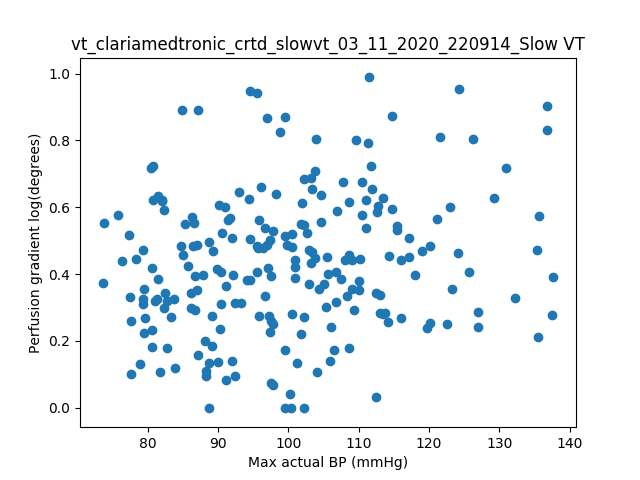 vt_clariamedtronic_crtd_slowvt_03_11_2020_220914_Slow VT
1.0
0.8
0.6
0.4
0.2
0.0
Perfusion gradient log(degrees)
80 90 100 110 120 130 140
Max actual BP (mmHg)